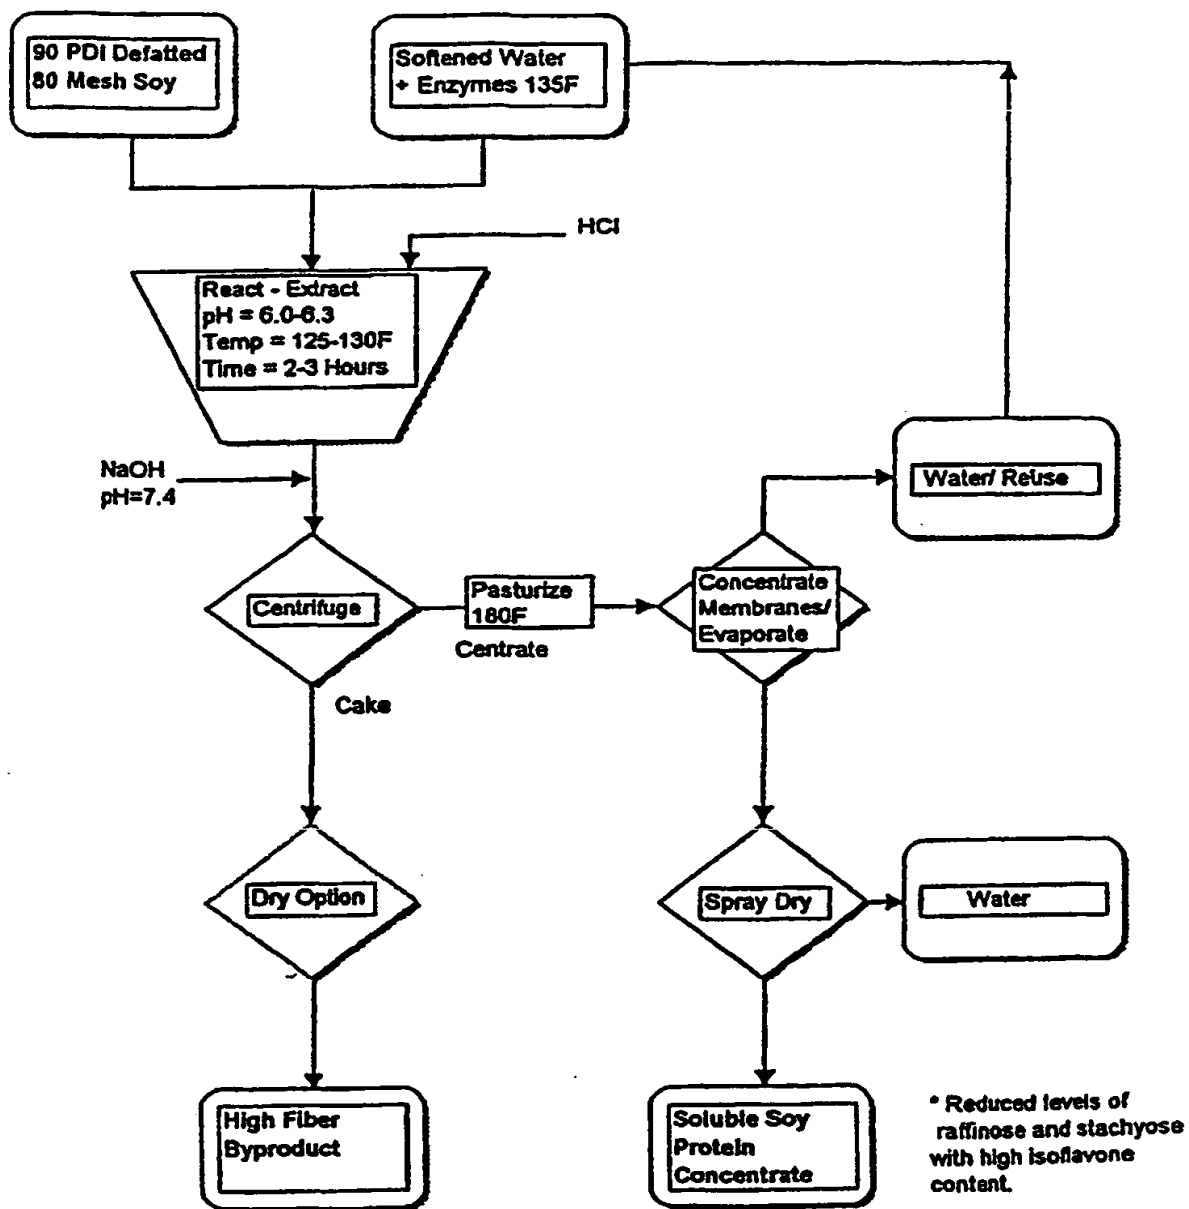 90 PDI Defatted
80 Mesh Soy
Softened Water
+ Enzymes 135F
HCl
React - Extract
pH = 6.0-6.3
Temp = 125-130F
Time = 2-3 Hours
NaOH
pH=7.4
Water/ Reuse
Centrifuge
Pasturize
180F
Centrate
Concentrate
Membranes/
Evaporate
Cake
Dry Option
Spray Dry
Water
High Fiber
Byproduct
Soluble Soy
Protein
Concentrate
* Reduced levels of
raffinose and stachyose
with high isoflavone
content.